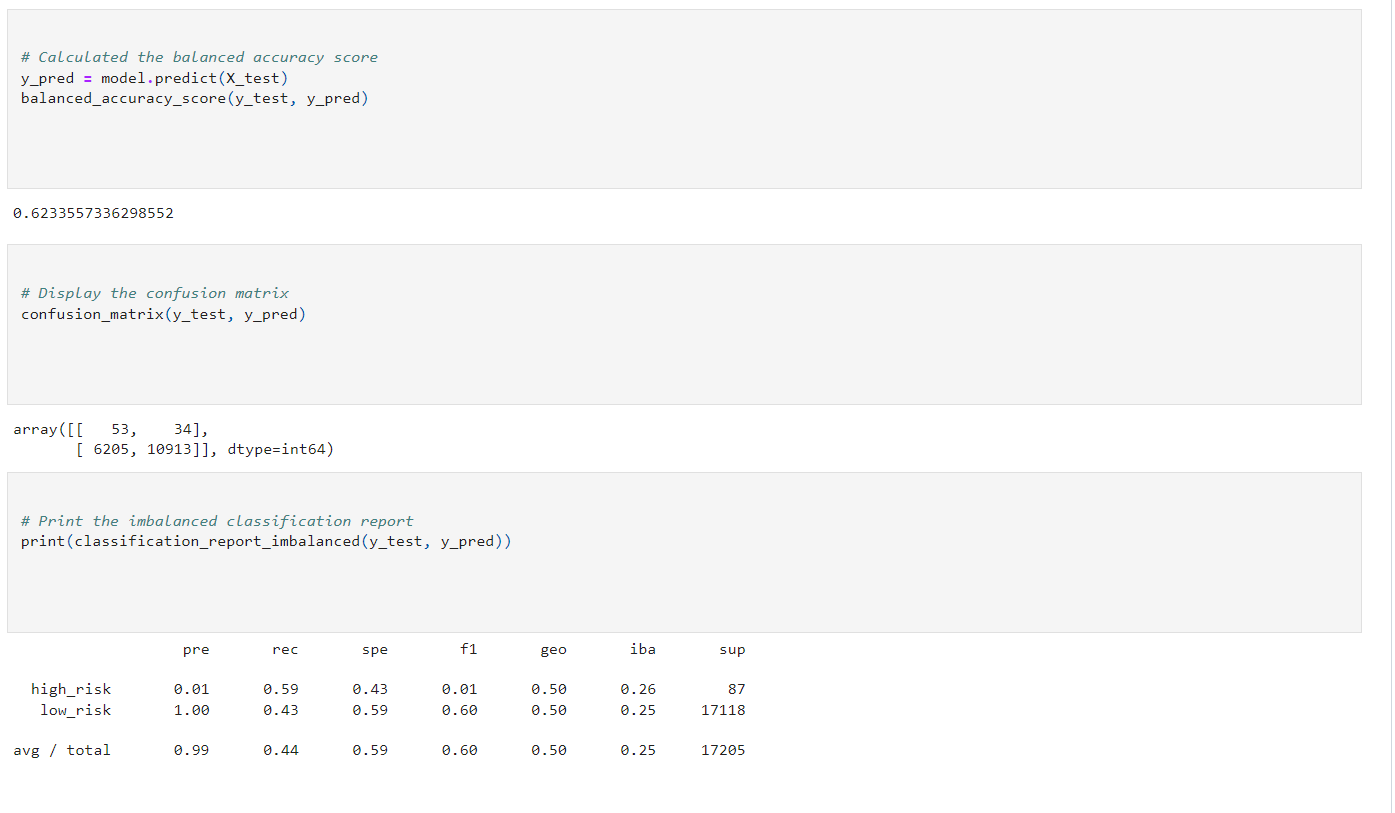 # Calculated the balanced accuracy score
y_pred = model.predict(X_test)
balanced_accuracy_score(y_test, y_pred)
0.6233557336298552
# Display the confusion matrix
confusion_matrix(y_test, y_pred)
array([[   53,    34],
       [ 6205, 10913]], dtype=int64)
# Print the imbalanced classification report
print(classification_report_imbalanced(y_test, y_pred))
                   pre       rec       spe        f1       geo       iba       sup
  high_risk       0.01      0.59      0.43      0.01      0.50      0.26        87
   low_risk       1.00      0.43      0.59      0.60      0.50      0.25     17118
avg / total       0.99      0.44      0.59      0.60      0.50      0.25     17205